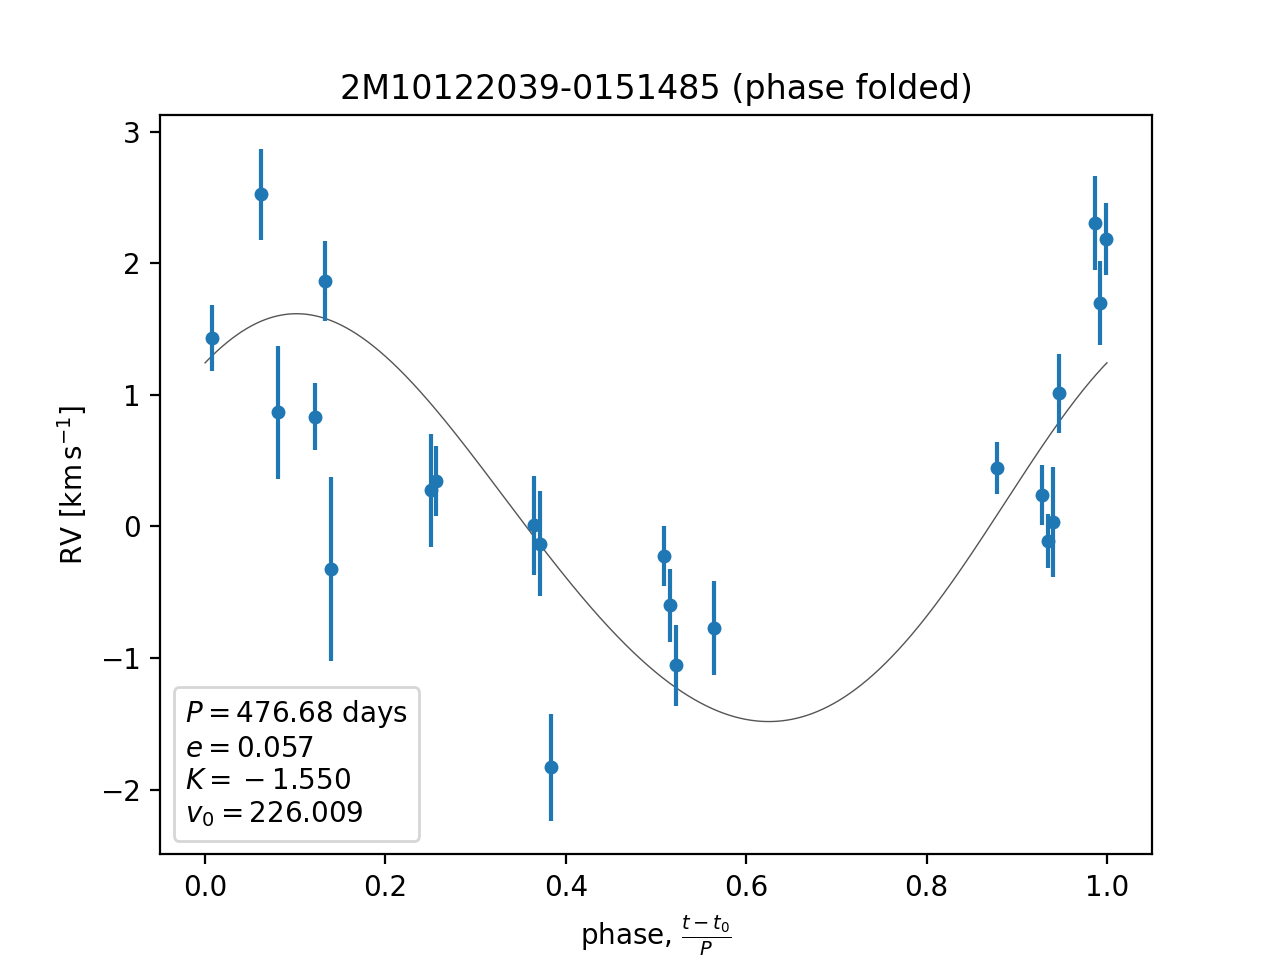 2M10122039-0151485 (phase folded)
3
2
1
0
−1
−2
RV [km s⁻¹]
P = 476.68 days
e = 0.057
K = −1.550
v₀ = 226.009
0.0 0.2 0.4 0.6 0.8 1.0
phase, (t − t₀)/P